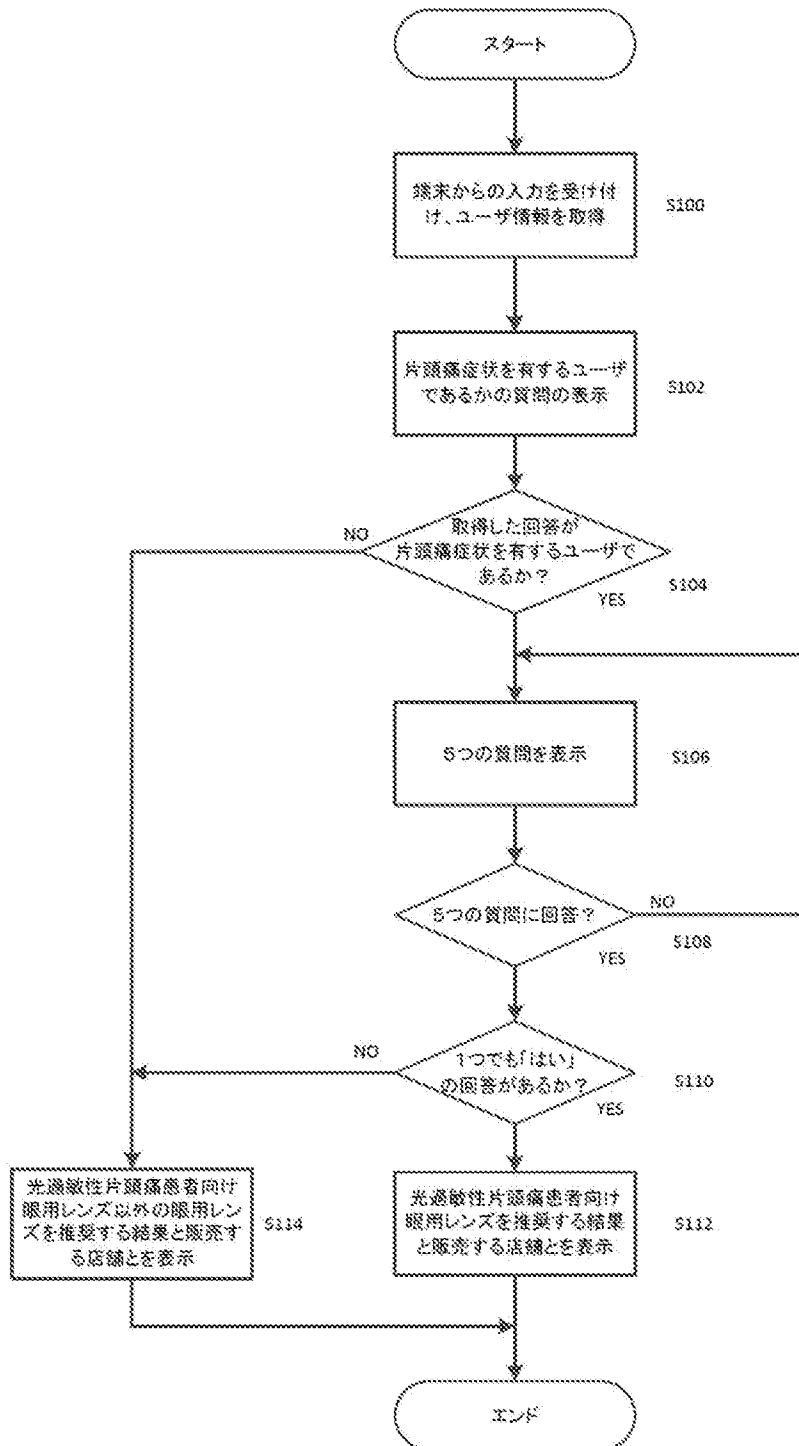 スタート
端末からの入力を受け付
け、ユーザ情報を取得
S100
片頭痛症状を有するユーザ
であるかの質問の表示
S102
取得した回答が
片頭痛症状を有するユーザで
あるか？
NO
YES
S104
5つの質問を表示
S106
5つの質問に回答？
NO
YES
S108
1つでも「はい」
の回答があるか？
NO
YES
S110
光過敏性片頭痛患者向け
眼用レンズ以外の眼用レン
ズを推奨する結果と販売す
る店舗とを表示
S114
光過敏性片頭痛患者向け
眼用レンズを推奨する結果
と販売する店舗とを表示
S112
エンド